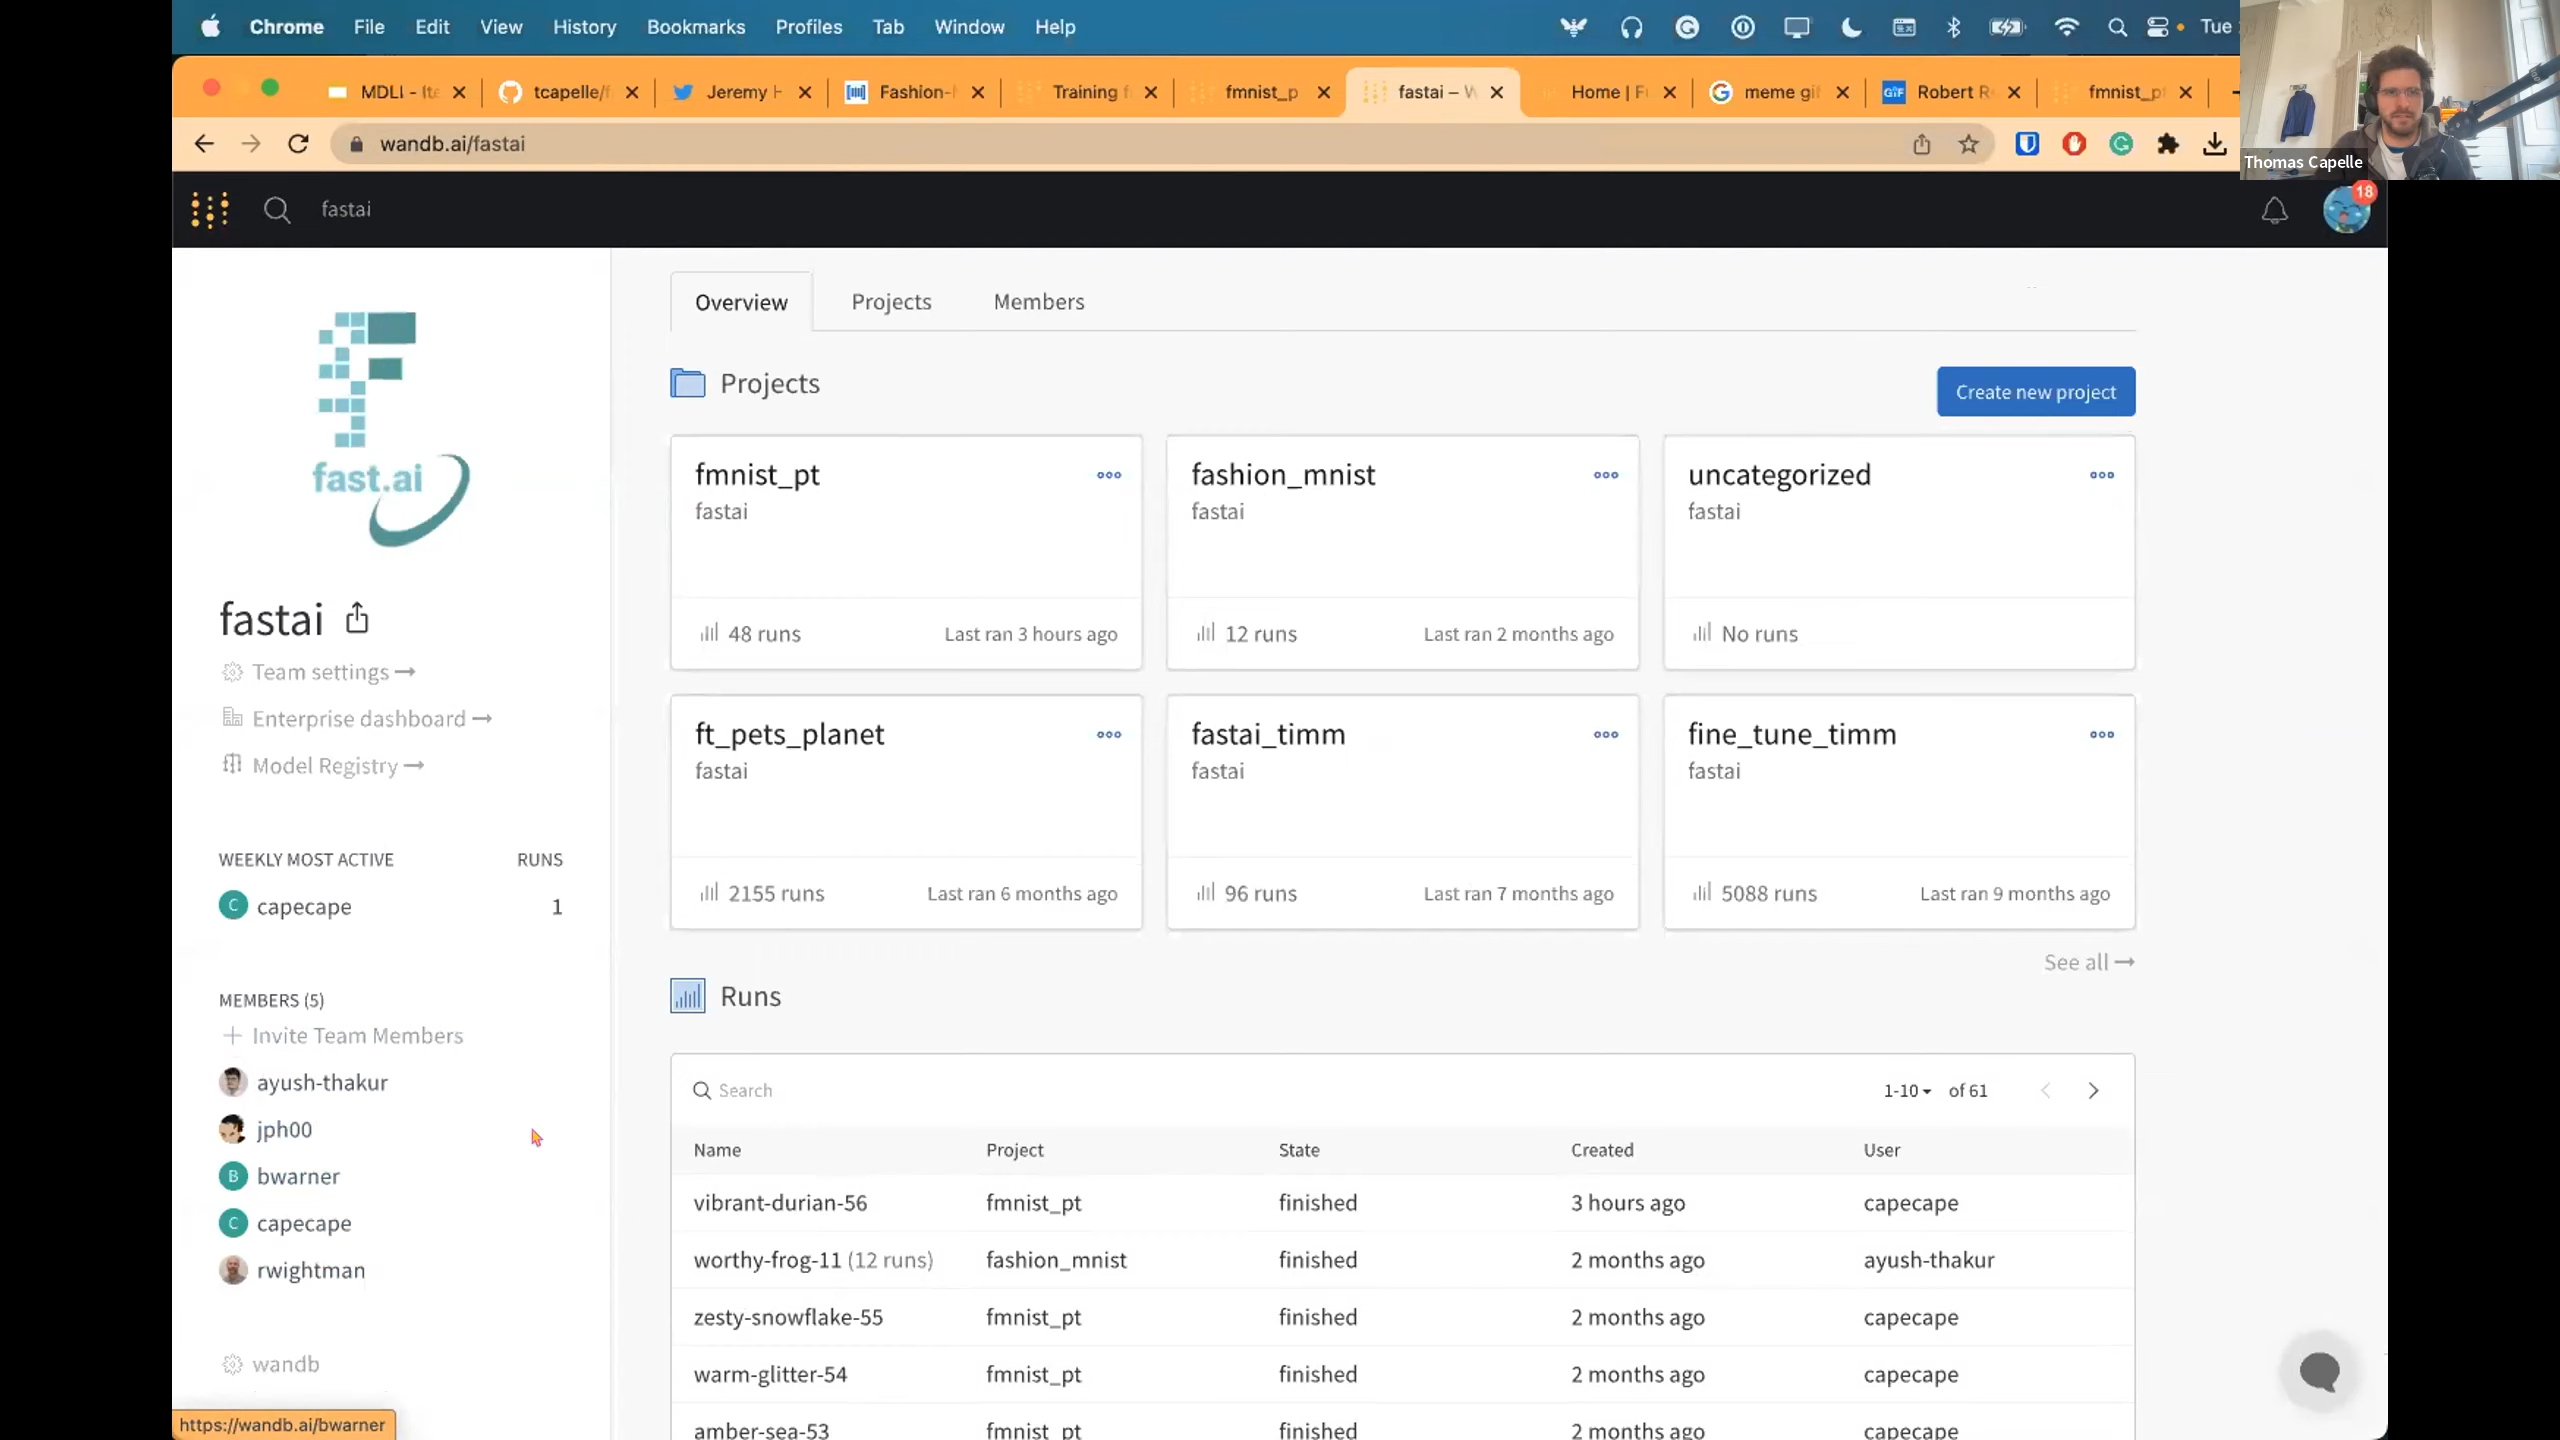 Chrome File Edit View History Bookmarks Profiles Tab Window Help Tue
MDLI - Ite tcapelle/f Jeremy H Fashion- Training f fmnist_p fastai – W Home | F meme gif Robert R fmnist_pt
wandb.ai/fastai
Thomas Capelle
fastai
18
Overview Projects Members
fast.ai
Projects
Create new project
fmnist_pt
fastai
48 runs Last ran 3 hours ago
fashion_mnist
fastai
12 runs Last ran 2 months ago
uncategorized
fastai
No runs
fastai
Team settings
Enterprise dashboard
Model Registry
ft_pets_planet
fastai
2155 runs Last ran 6 months ago
fastai_timm
fastai
96 runs Last ran 7 months ago
fine_tune_timm
fastai
5088 runs Last ran 9 months ago
See all
WEEKLY MOST ACTIVE RUNS
C capecape 1
MEMBERS (5)
Invite Team Members
ayush-thakur
jph00
B bwarner
C capecape
rwightman
wandb
https://wandb.ai/bwarner
Runs
Search 1-10 of 61
Name Project State Created User
vibrant-durian-56 fmnist_pt finished 3 hours ago capecape
worthy-frog-11 (12 runs) fashion_mnist finished 2 months ago ayush-thakur
zesty-snowflake-55 fmnist_pt finished 2 months ago capecape
warm-glitter-54 fmnist_pt finished 2 months ago capecape
amber-sea-53 fmnist_pt finished 2 months ago capecape